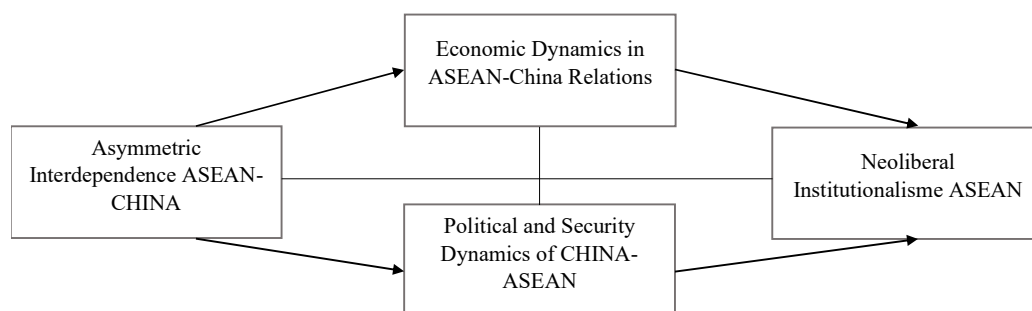 Economic Dynamics in
ASEAN-China Relations
Asymmetric
Interdependence ASEAN-
CHINA
Neoliberal
Institutionalisme ASEAN
Political and Security
Dynamics of CHINA-
ASEAN